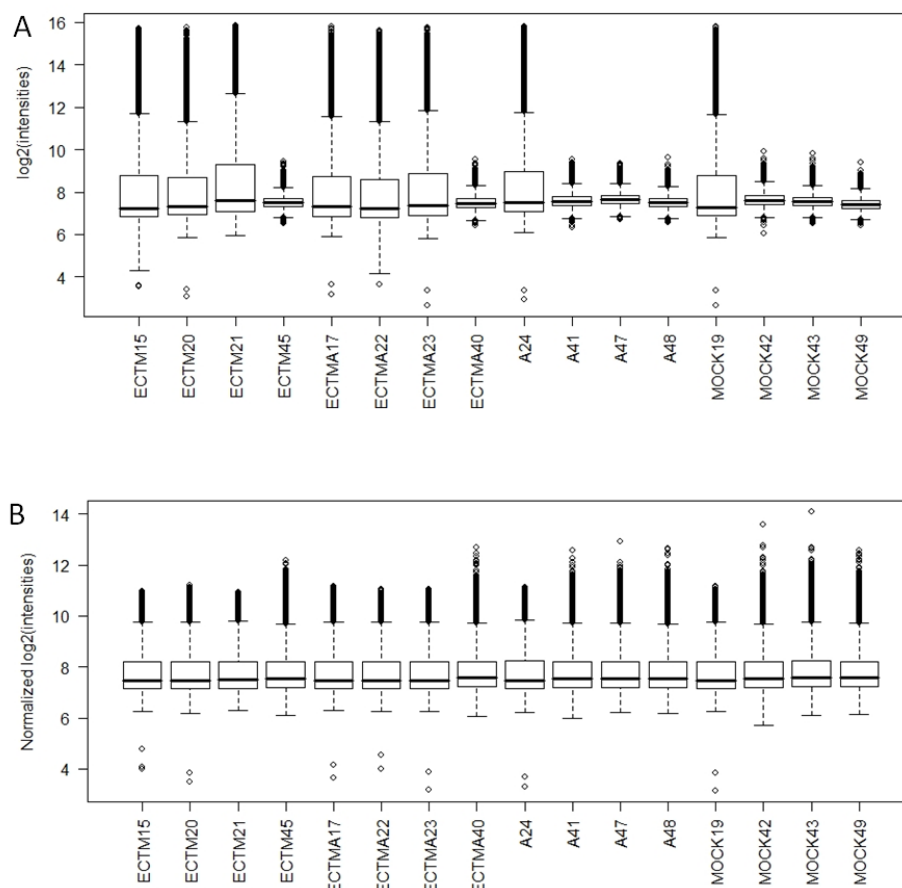 A
log2(intensities)
16
14
12
10
8
6
4
ECTM15
ECTM20
ECTM21
ECTM45
ECTMA17
ECTMA22
ECTMA23
ECTMA40
A24
A41
A47
A48
MOCK19
MOCK42
MOCK43
MOCK49
B
Normalized log2(intensities)
14
12
10
8
6
4
ECTM15
ECTM20
ECTM21
ECTM45
ECTMA17
ECTMA22
ECTMA23
ECTMA40
A24
A41
A47
A48
MOCK19
MOCK42
MOCK43
MOCK49